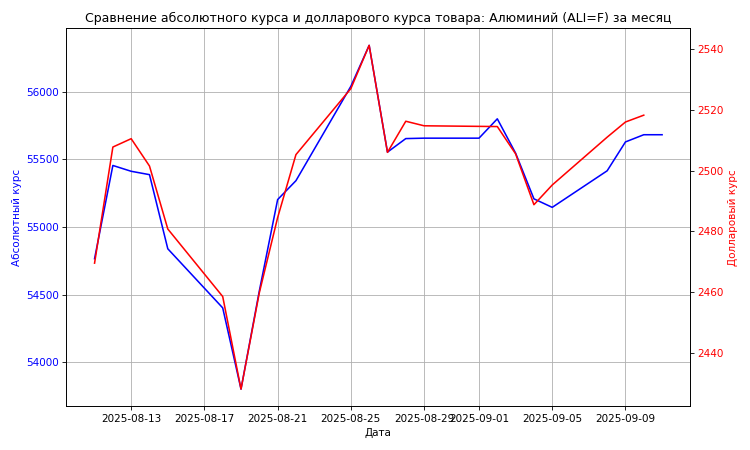 Сравнение абсолютного курса и долларового курса товара: Алюминий (ALI=F) за месяц
Абсолютный курс
56000
55500
55000
54500
54000
2540
2520
2500
2480
2460
2440
Долларовый курс
2025-08-13 2025-08-17 2025-08-21 2025-08-25 2025-08-29 2025-09-01 2025-09-05 2025-09-09
Дата